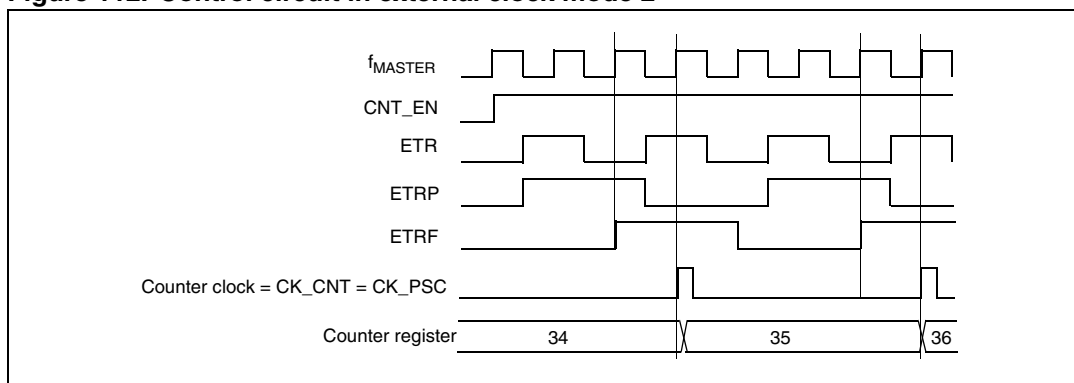 Figure 112. Control circuit in external clock mode 2
fMASTER
CNT_EN
ETR
ETRP
ETRF
Counter clock = CK_CNT = CK_PSC
Counter register 34 35 36